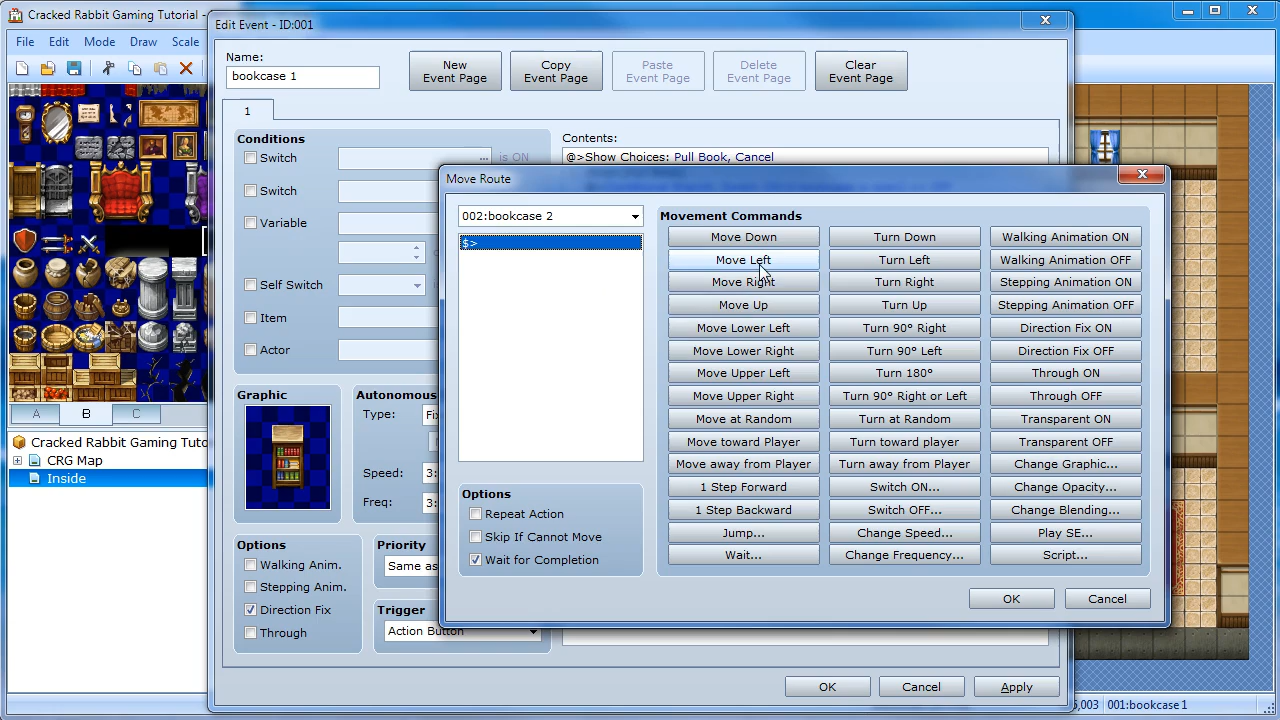 Cracked Rabbit Gaming Tutorial -
File Edit Mode Draw Scale
A B C
Cracked Rabbit Gaming Tuto
CRG Map
Inside
Edit Event - ID:001
Name:
bookcase 1
New Event Page
Copy Event Page
Paste Event Page
Delete Event Page
Clear Event Page
1
Conditions
Switch ... is ON
Switch
Variable
Self Switch
Item
Actor
Graphic
Autonomous
Type: Fix
Speed: 3:
Freq: 3:
Options
Walking Anim.
Stepping Anim.
Direction Fix
Through
Priority
Same as
Trigger
Action Button
Contents:
@>Show Choices: Pull Book, Cancel
OK Cancel Apply
Move Route
002:bookcase 2
$>
Options
Repeat Action
Skip If Cannot Move
Wait for Completion
Movement Commands
Move Down Turn Down Walking Animation ON
Move Left Turn Left Walking Animation OFF
Move Right Turn Right Stepping Animation ON
Move Up Turn Up Stepping Animation OFF
Move Lower Left Turn 90° Right Direction Fix ON
Move Lower Right Turn 90° Left Direction Fix OFF
Move Upper Left Turn 180° Through ON
Move Upper Right Turn 90° Right or Left Through OFF
Move at Random Turn at Random Transparent ON
Move toward Player Turn toward player Transparent OFF
Move away from Player Turn away from Player Change Graphic...
1 Step Forward Switch ON... Change Opacity...
1 Step Backward Switch OFF... Change Blending...
Jump... Change Speed... Play SE...
Wait... Change Frequency... Script...
OK Cancel
5,003 001:bookcase1